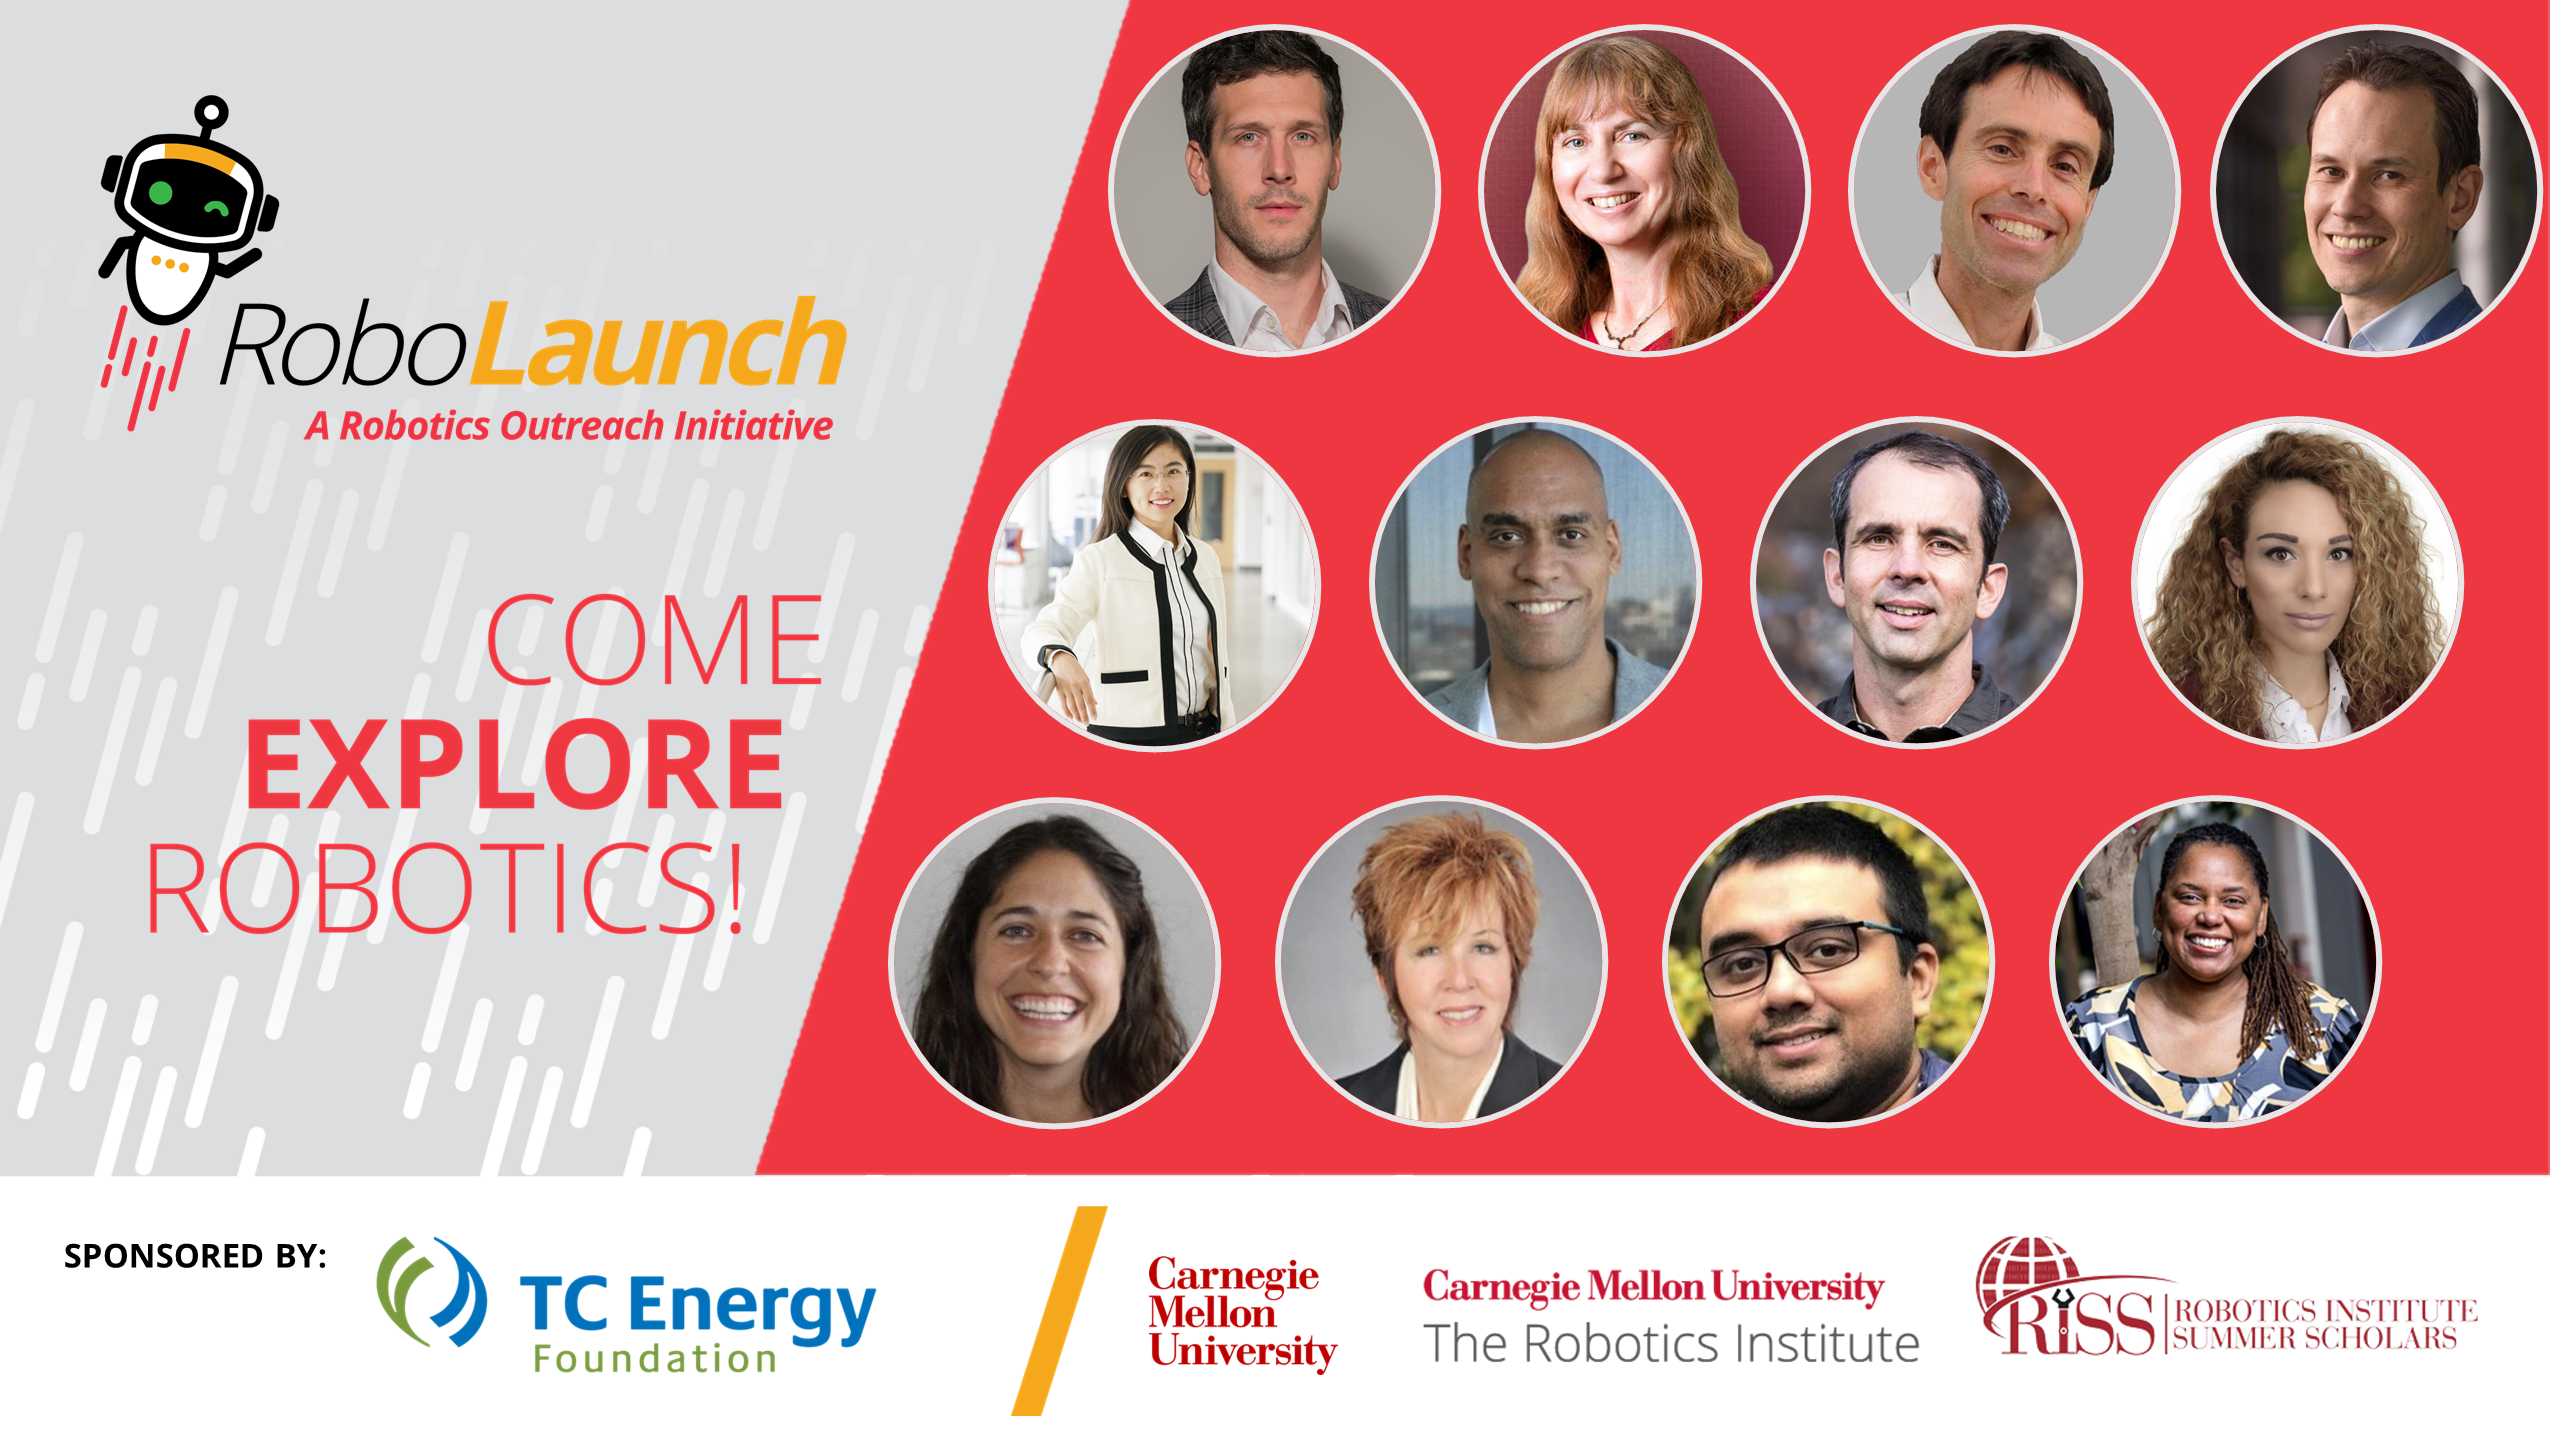 RoboLaunch
A Robotics Outreach Initiative
COME
EXPLORE
ROBOTICS!
SPONSORED BY:
TC Energy
Foundation
Carnegie
Mellon
University
Carnegie Mellon University
The Robotics Institute
RiSS
ROBOTICS INSTITUTE
SUMMER SCHOLARS